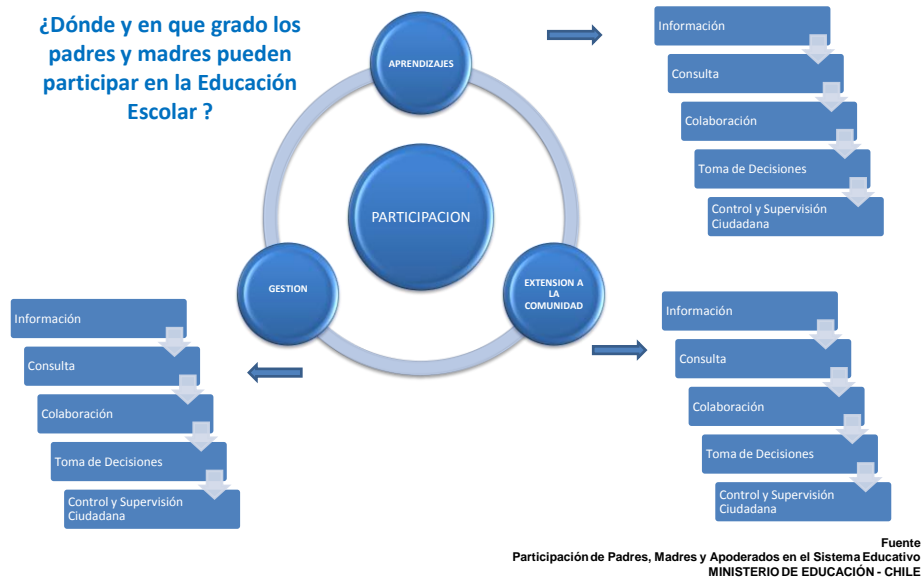 ¿Dónde y en que grado los
padres y madres pueden
participar en la Educación
Escolar ?
APRENDIZAJES
PARTICIPACION
GESTION
EXTENSION A
LA
COMUNIDAD
Información
Consulta
Colaboración
Toma de Decisiones
Control y Supervisión
Ciudadana
Información
Consulta
Colaboración
Toma de Decisiones
Control y Supervisión
Ciudadana
Información
Consulta
Colaboración
Toma de Decisiones
Control y Supervisión
Ciudadana
Fuente
Participación de Padres, Madres y Apoderados en el Sistema Educativo
MINISTERIO DE EDUCACIÓN - CHILE